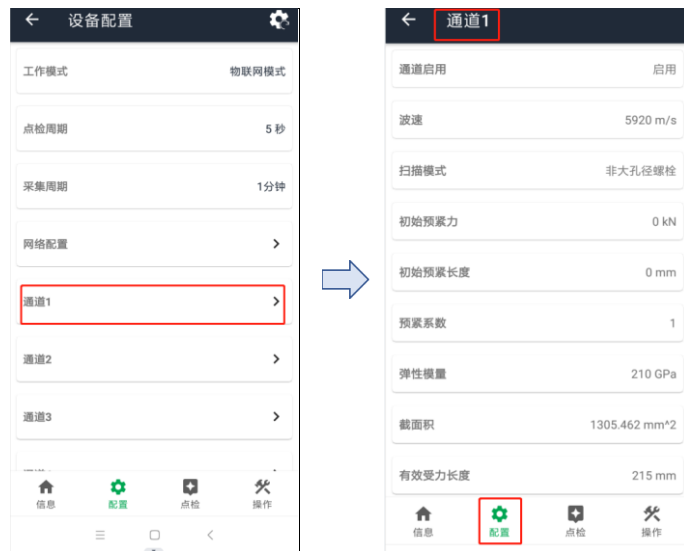 设备配置
工作模式 物联网模式
点检周期 5 秒
采集周期 1分钟
网络配置
通道1
通道2
通道3
信息 配置 点检 操作
通道1
通道启用 启用
波速 5920 m/s
扫描模式 非大孔径螺栓
初始预紧力 0 kN
初始预紧长度 0 mm
预紧系数 1
弹性模量 210 GPa
截面积 1305.462 mm^2
有效受力长度 215 mm
信息 配置 点检 操作